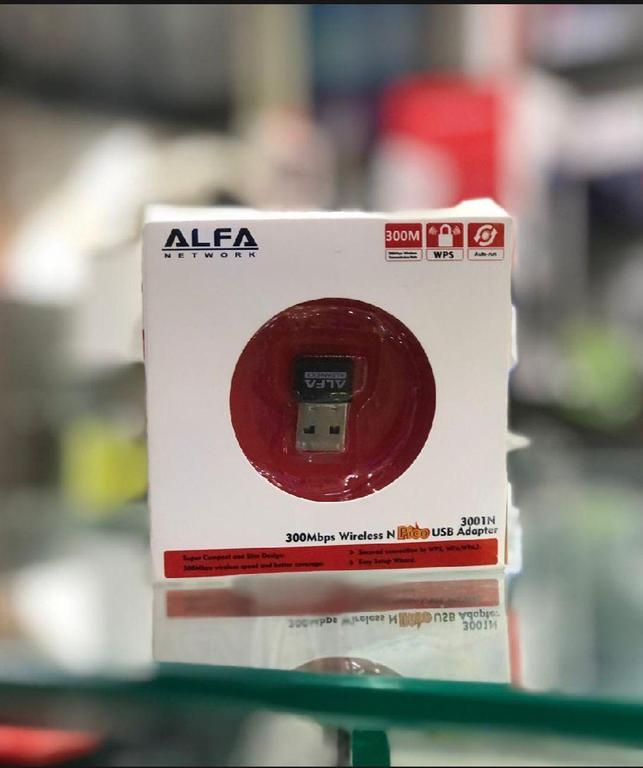 ALFA
NETWORK
300M
WPS
Auto-run
ALFA
3001N
300Mbps Wireless N Pico USB Adapter
Super Compact and Slim Design
300Mbps wireless speed and better coverage
Secured connection by WPS, WPA/WPA2.
Easy Setup Wizard.